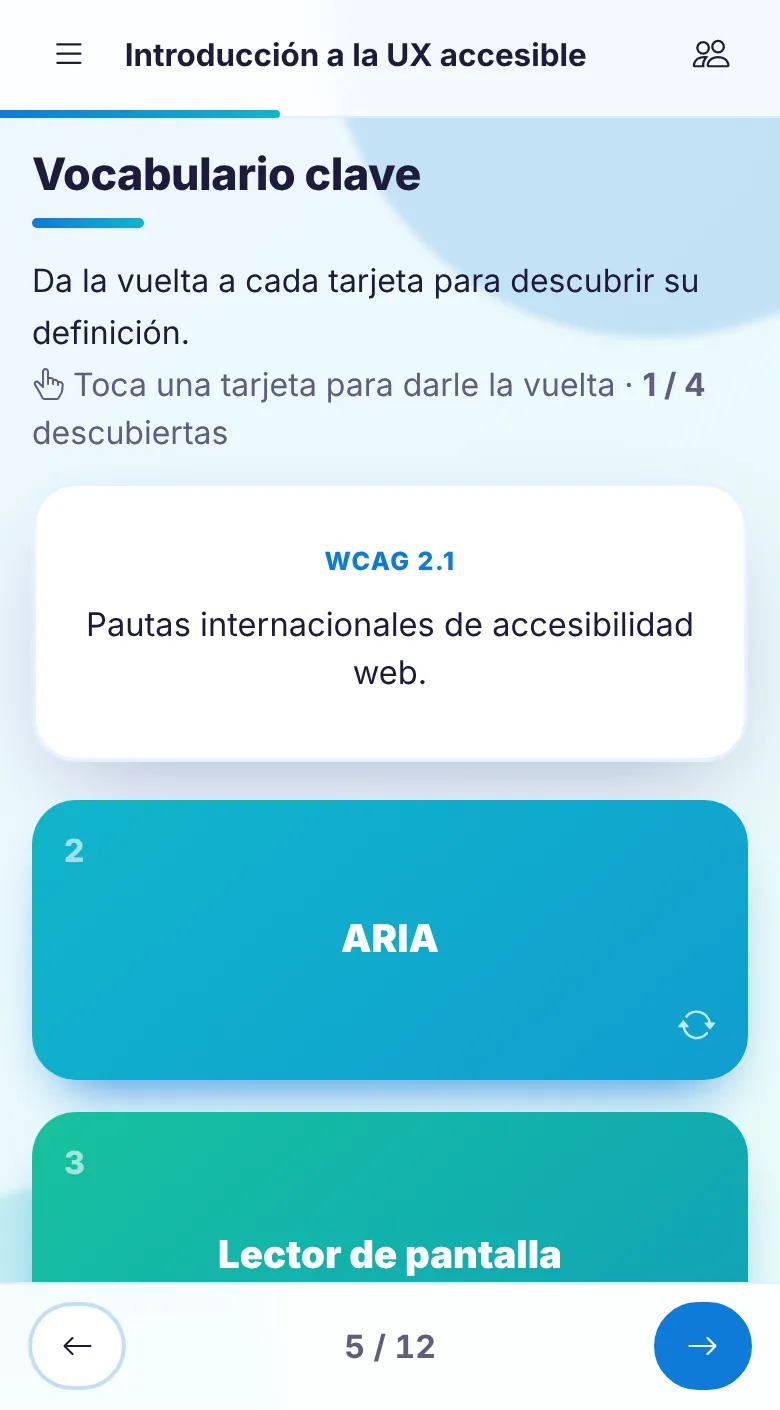 Introducción a la UX accesible
Vocabulario clave
Da la vuelta a cada tarjeta para descubrir su
definición.
Toca una tarjeta para darle la vuelta · 1 / 4
descubiertas
WCAG 2.1
Pautas internacionales de accesibilidad
web.
2
ARIA
3
Lector de pantalla
5 / 12